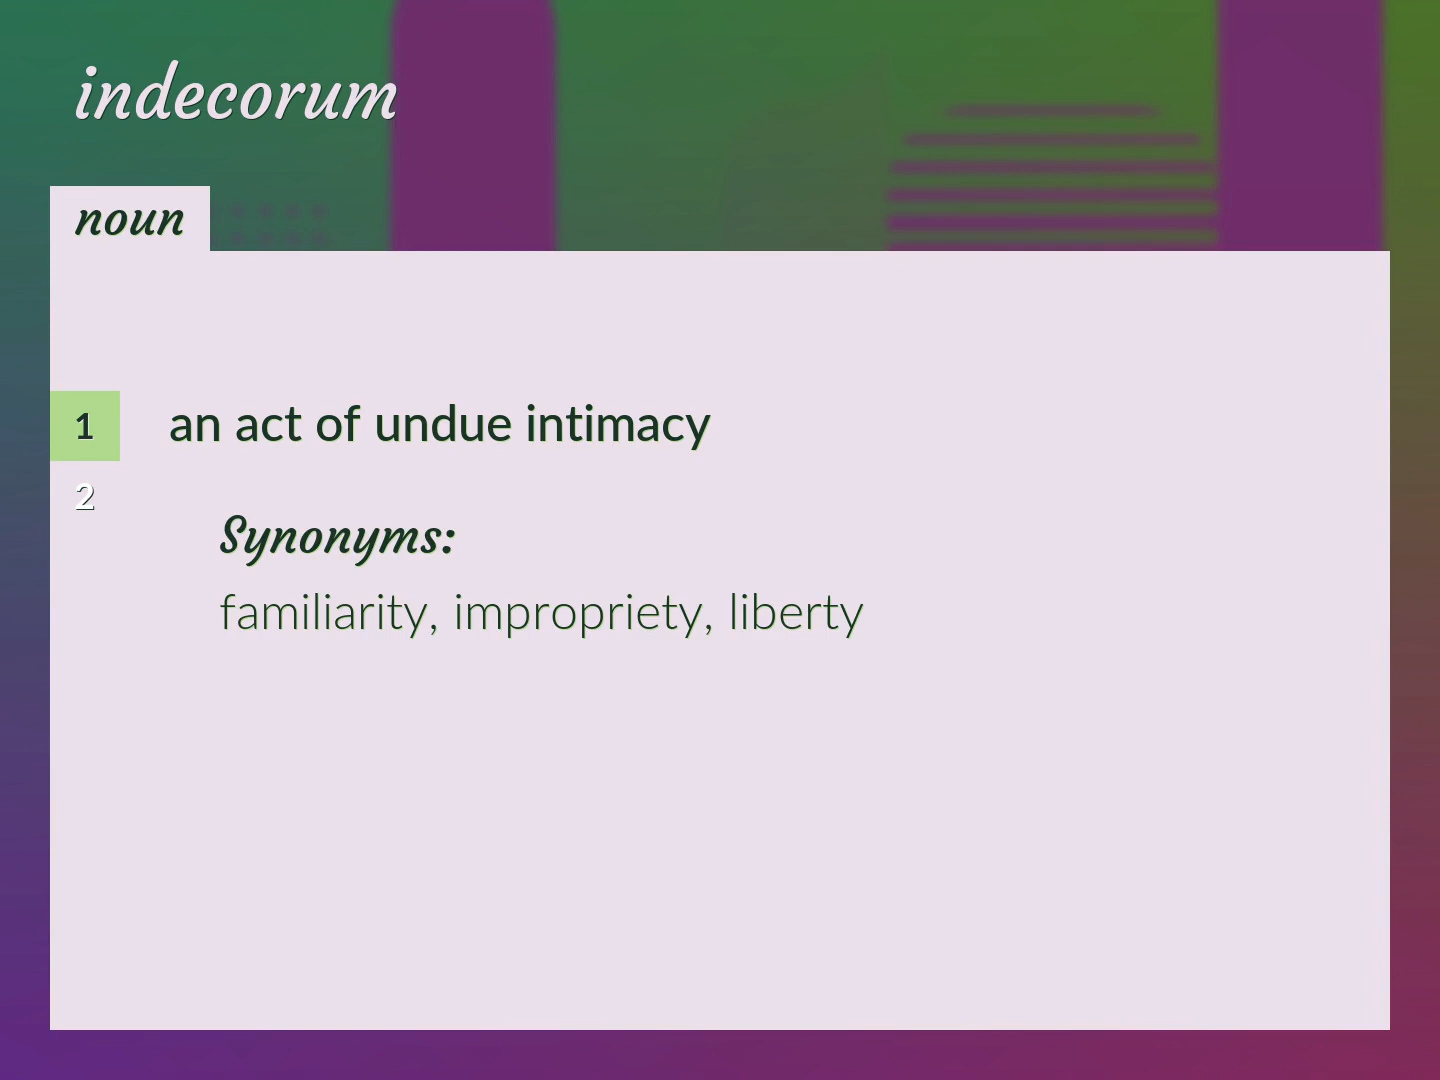 indecorum
noun
1 an act of undue intimacy
2
Synonyms:
familiarity, impropriety, liberty